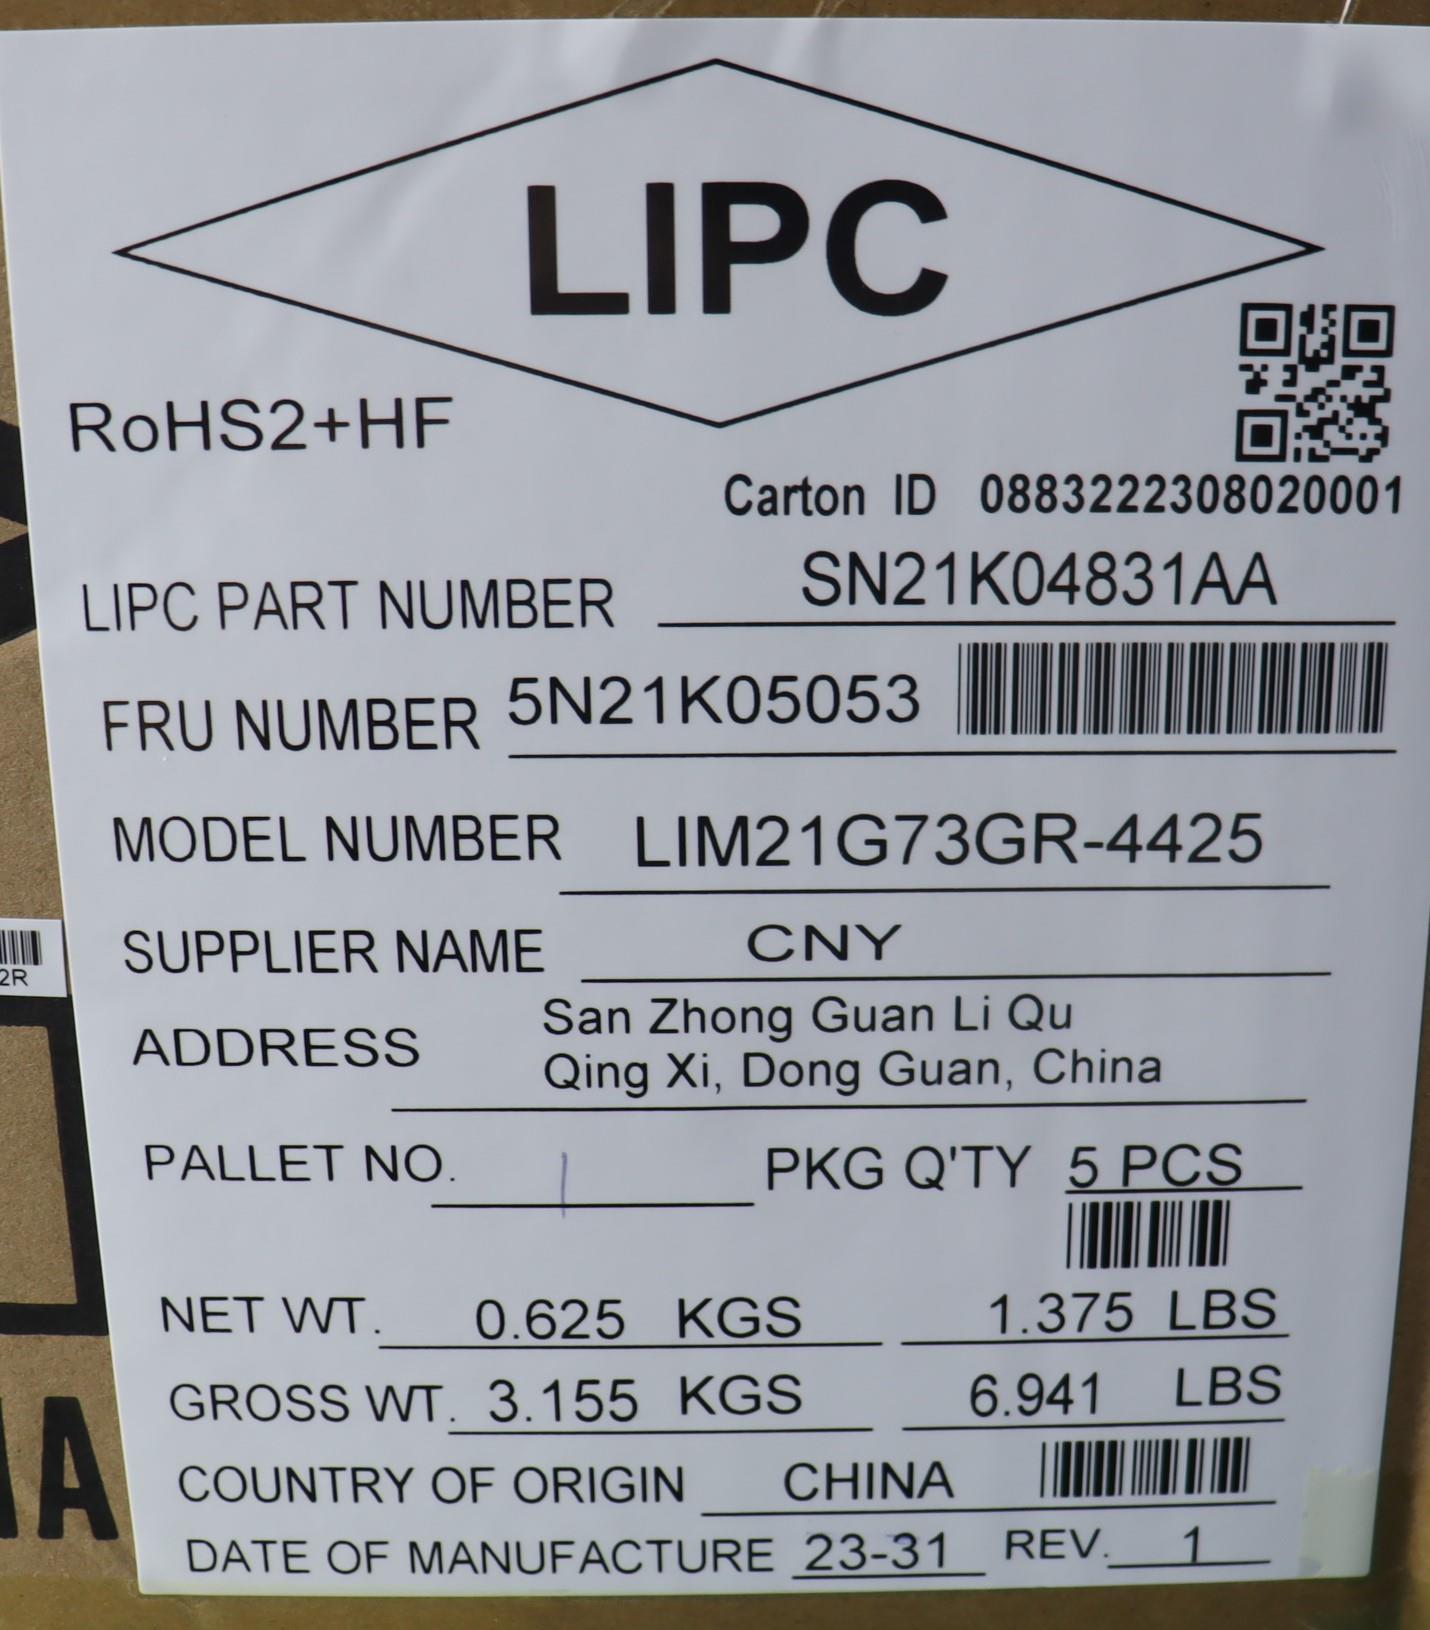 LIPC
RoHS2+HF
Carton ID 0883222308020001
LIPC PART NUMBER SN21K04831AA
FRU NUMBER 5N21K05053
MODEL NUMBER LIM21G73GR-4425
SUPPLIER NAME CNY
2R
ADDRESS San Zhong Guan Li Qu
Qing Xi, Dong Guan, China
PALLET NO. 1 PKG Q'TY 5 PCS
NET WT. 0.625 KGS 1.375 LBS
GROSS WT. 3.155 KGS 6.941 LBS
COUNTRY OF ORIGIN CHINA
DATE OF MANUFACTURE 23-31 REV. 1